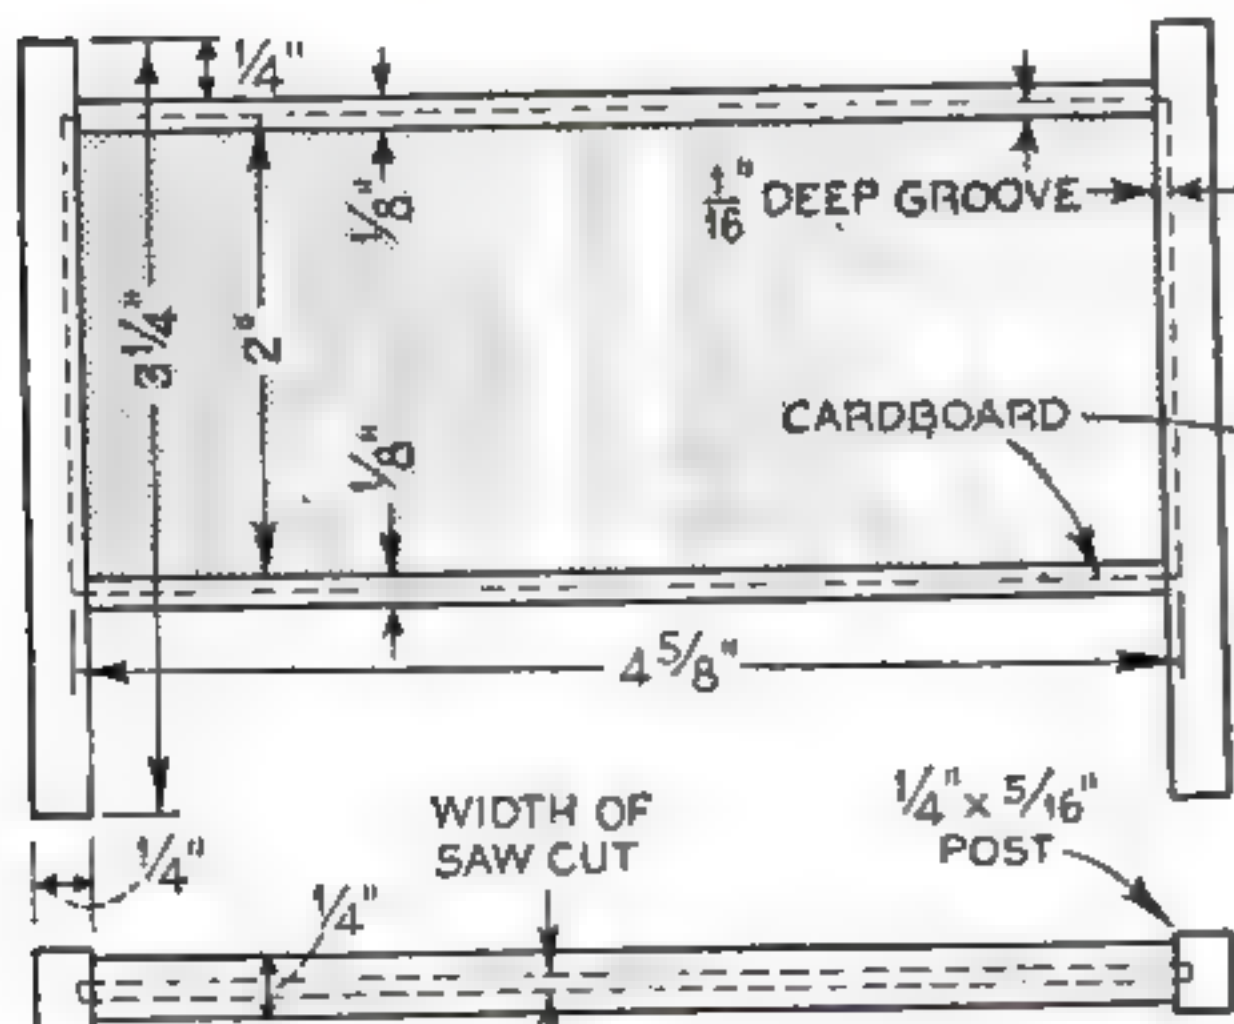 1/4"
1/8"
1/16" DEEP GROOVE
3 1/4"
2"
CARDBOARD
1/8"
4 5/8"
WIDTH OF
SAW CUT
1/4" x 5/16"
POST
1/4"
1/4"